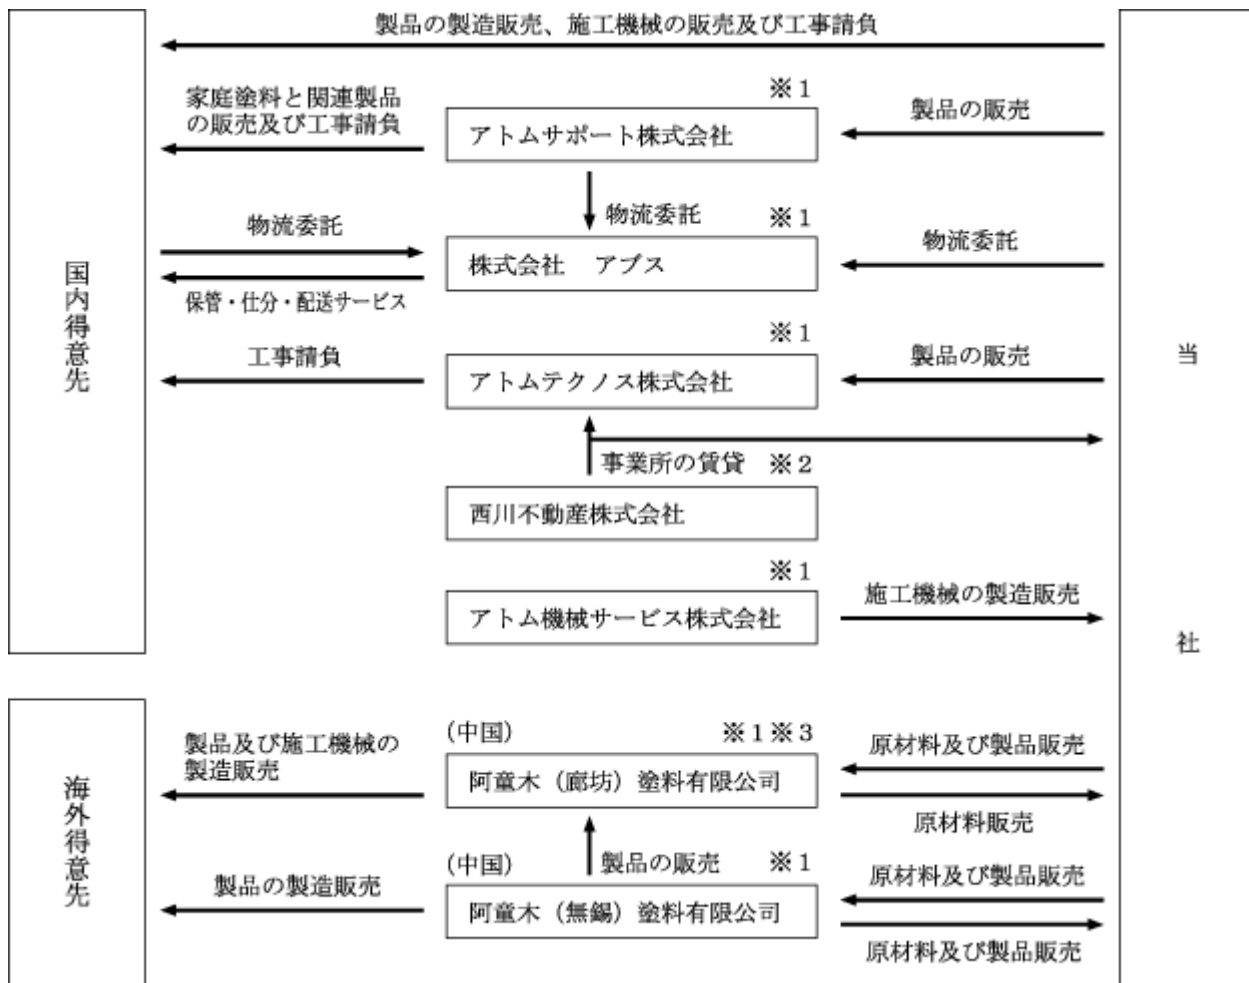 製品の製造販売、施工機械の販売及び工事請負
家庭塗料と関連製品
の販売及び工事請負
※1
アトムサポート株式会社
製品の販売
物流委託
物流委託
※1
株式会社　アプス
物流委託
保管・仕分・配送サービス
国内得意先
工事請負
※1
アトムテクノス株式会社
製品の販売
当社
事業所の賃貸　※2
西川不動産株式会社
※1
アトム機械サービス株式会社
施工機械の製造販売
海外得意先
製品及び施工機械の
製造販売
(中国)
※1※3
阿童木（廊坊）塗料有限公司
原材料及び製品販売
原材料販売
製品の製造販売
(中国)
製品の販売
※1
阿童木（無錫）塗料有限公司
原材料及び製品販売
原材料及び製品販売